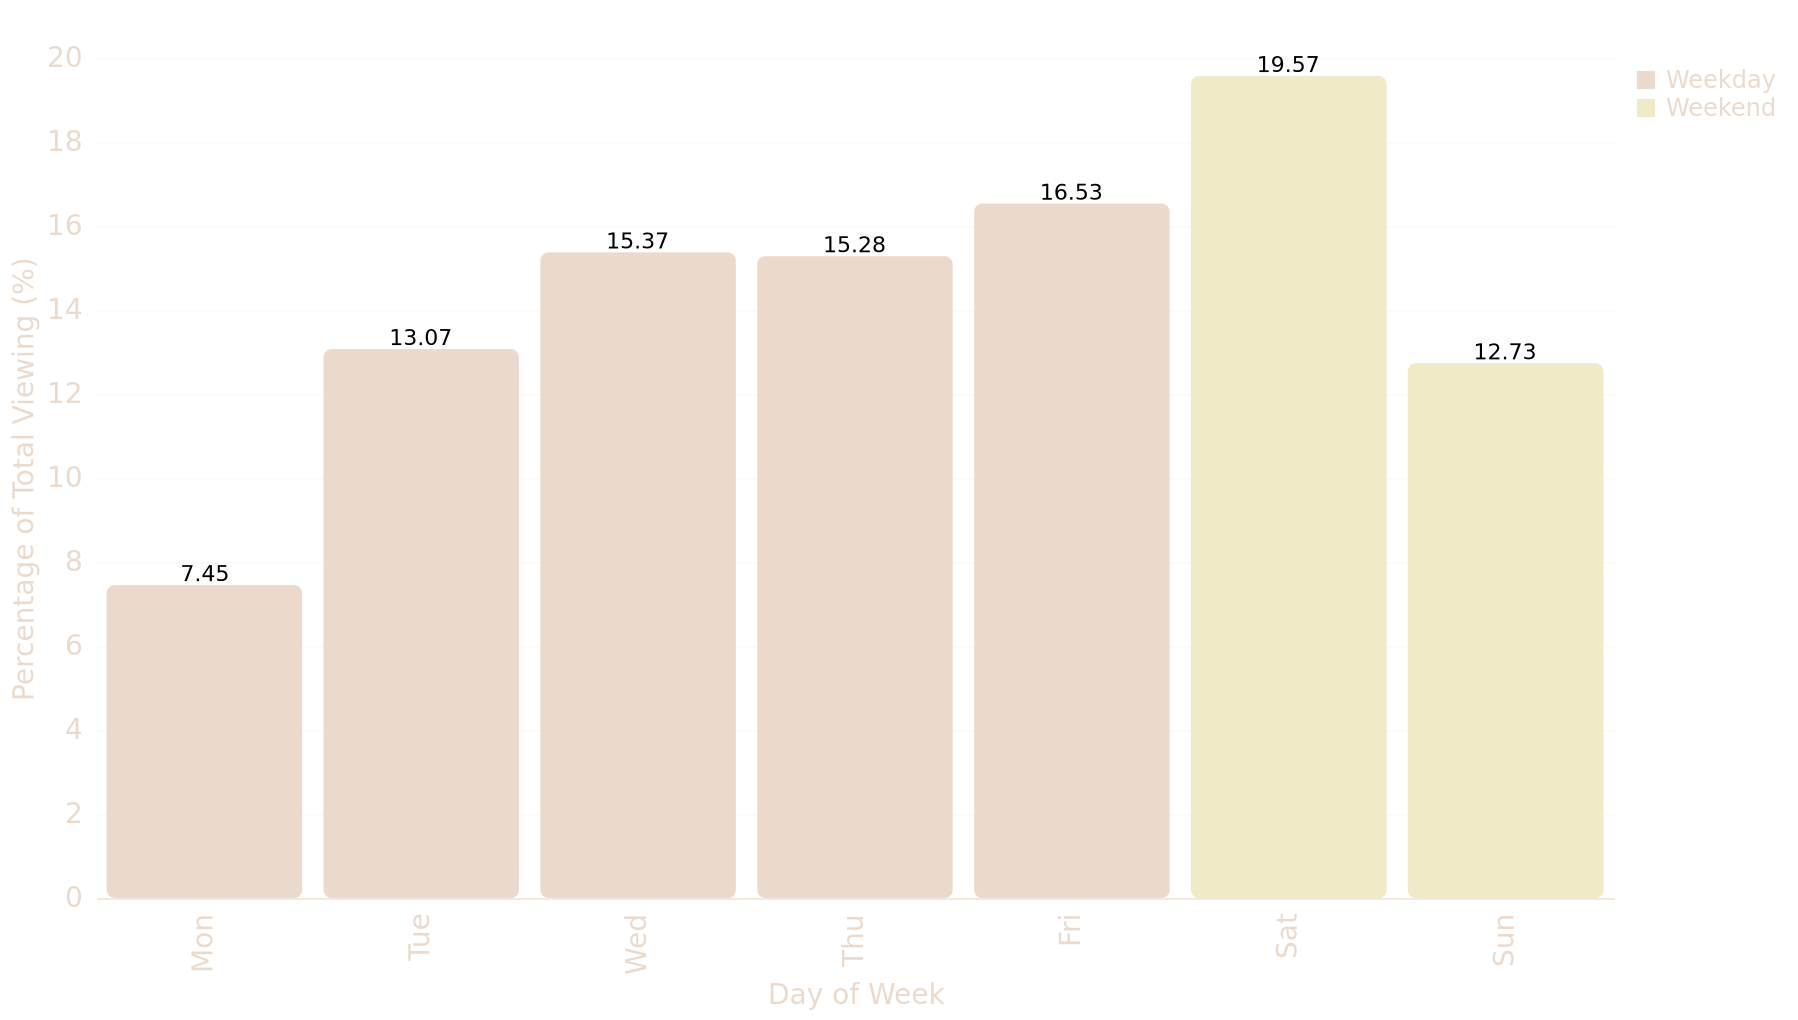 Percentage of Total Viewing (%)
20
18
16
14
12
10
8
6
4
2
0
7.45
13.07
15.37
15.28
16.53
19.57
12.73
Mon
Tue
Wed
Thu
Fri
Sat
Sun
Day of Week
Weekday
Weekend